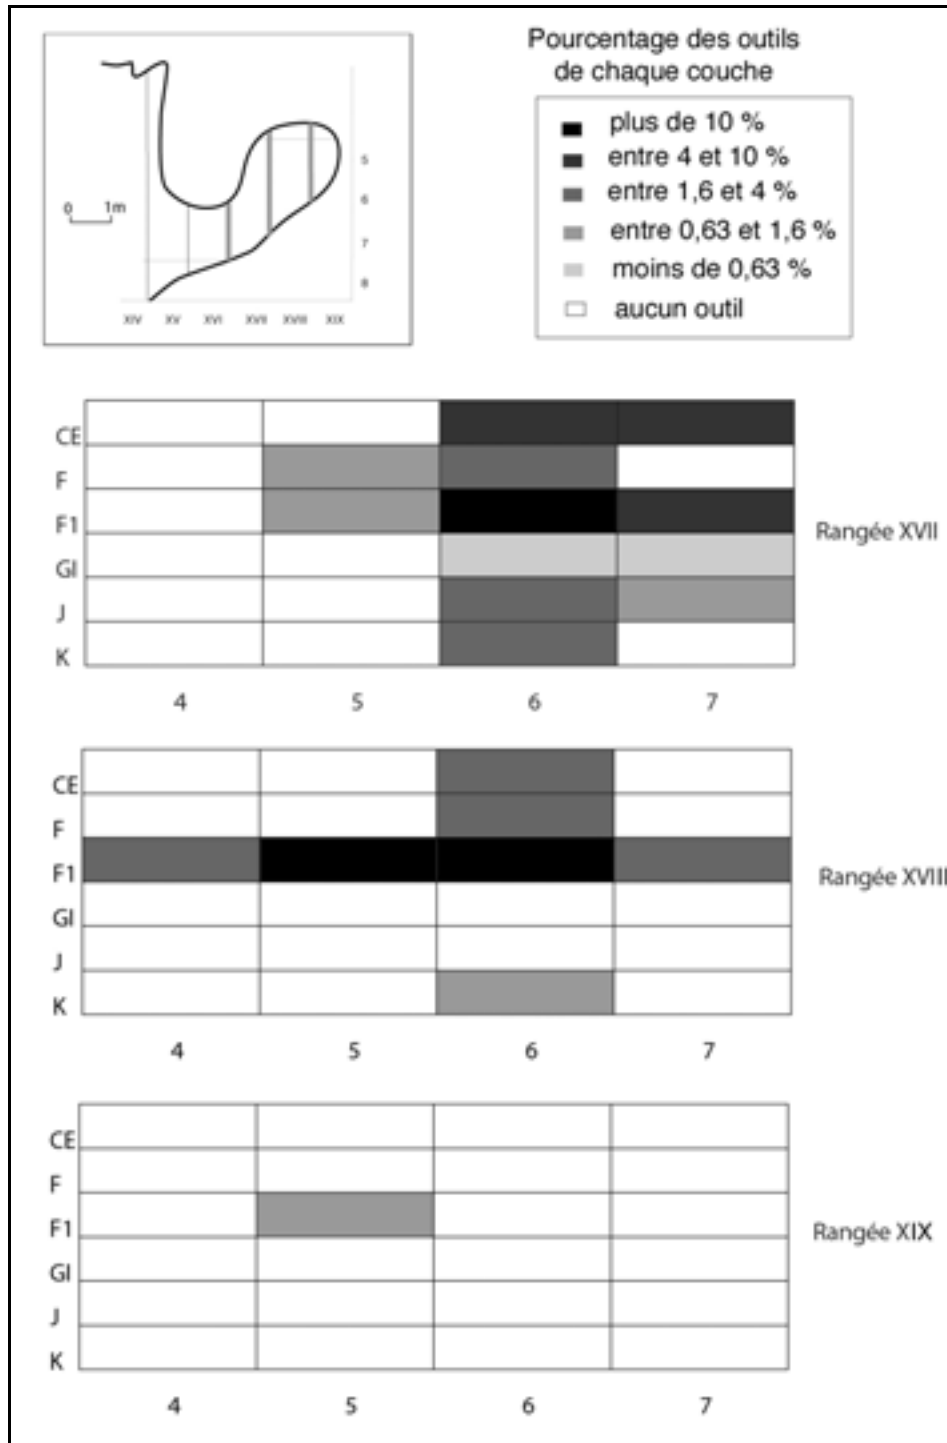 Pourcentage des outils
de chaque couche
plus de 10 %
entre 4 et 10 %
entre 1,6 et 4 %
entre 0,63 et 1,6 %
moins de 0,63 %
aucun outil
0 1m
5
6
7
8
XIV XV XVI XVII XVIII XIX
CE
F
F1
GI
J
K
4 5 6 7
Rangée XVII
CE
F
F1
GI
J
K
4 5 6 7
Rangée XVIII
CE
F
F1
GI
J
K
4 5 6 7
Rangée XIX